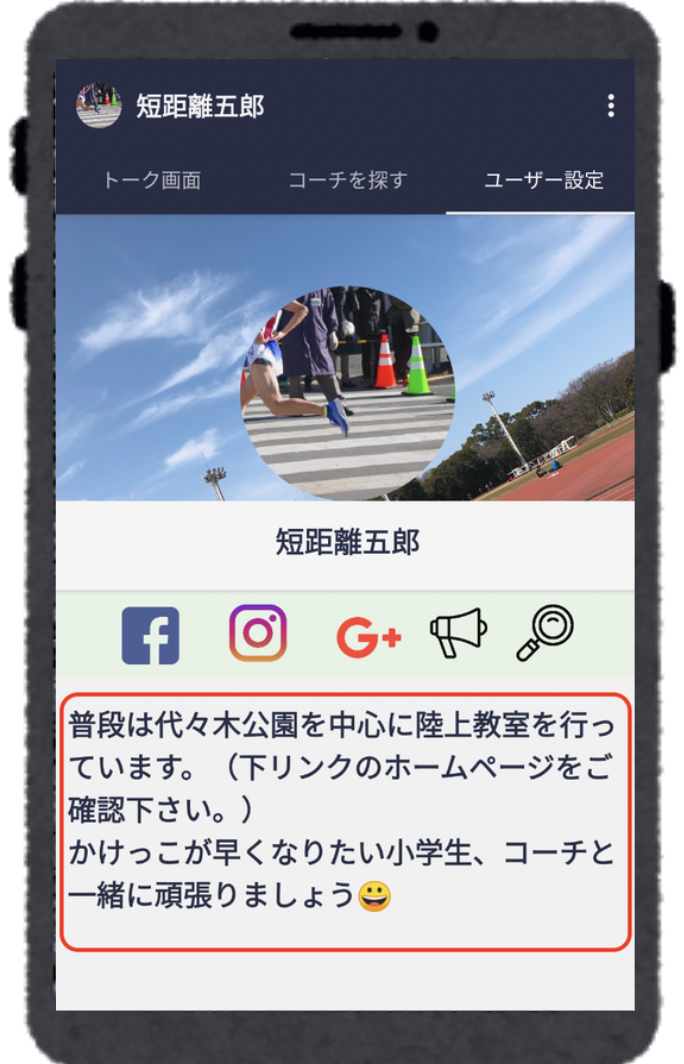 短距離五郎
トーク画面 コーチを探す ユーザー設定
短距離五郎
f G+
普段は代々木公園を中心に陸上教室を行っ
ています。（下リンクのホームページをご
確認下さい。）
かけっこが早くなりたい小学生、コーチと
一緒に頑張りましょう😀